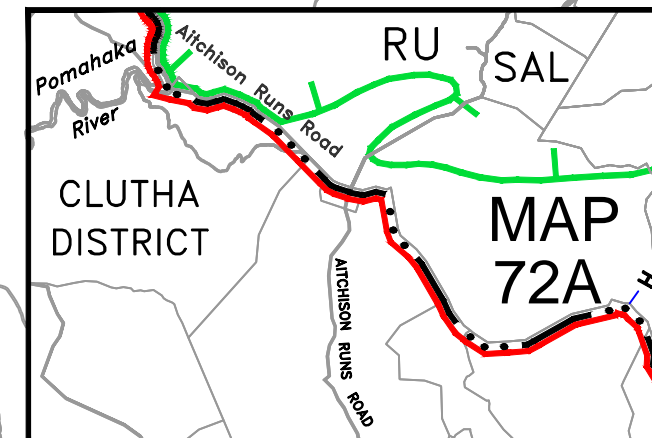 RU
SAL
Pomahaka
River
Aitchison Runs Road
CLUTHA
DISTRICT
MAP
72A
AITCHISON RUNS ROAD
H